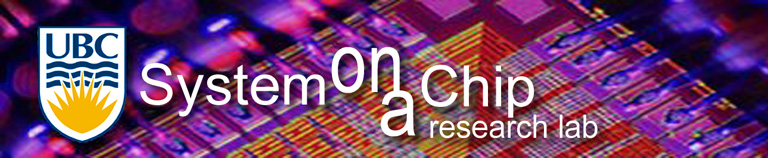 UBC
System on a Chip
research lab